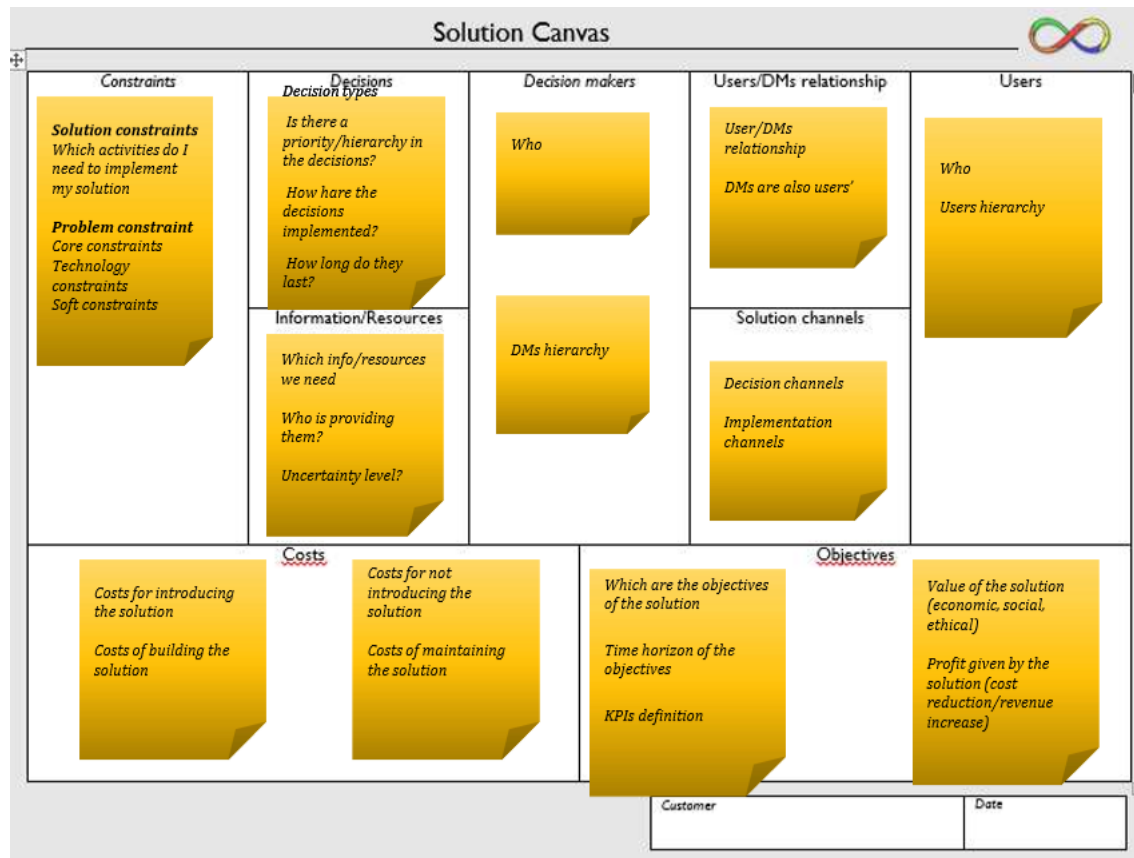 Solution Canvas
Constraints
Solution constraints
Which activities do I
need to implement
my solution
Problem constraint
Core constraints
Technology
constraints
Soft constraints
Decisions
Decision types
Is there a
priority/hierarchy in
the decisions?
How hare the
decisions
implemented?
How long do they
last?
Information/Resources
Which info/resources
we need
Who is providing
them?
Uncertainty level?
Decision makers
Who
DMs hierarchy
Users/DMs relationship
User/DMs
relationship
DMs are also users'
Solution channels
Decision channels
Implementation
channels
Users
Who
Users hierarchy
Costs
Costs for introducing
the solution
Costs of building the
solution
Costs for not
introducing the
solution
Costs of maintaining
the solution
Objectives
Which are the objectives
of the solution
Time horizon of the
objectives
KPIs definition
Value of the solution
(economic, social,
ethical)
Profit given by the
solution (cost
reduction/revenue
increase)
Customer
Date